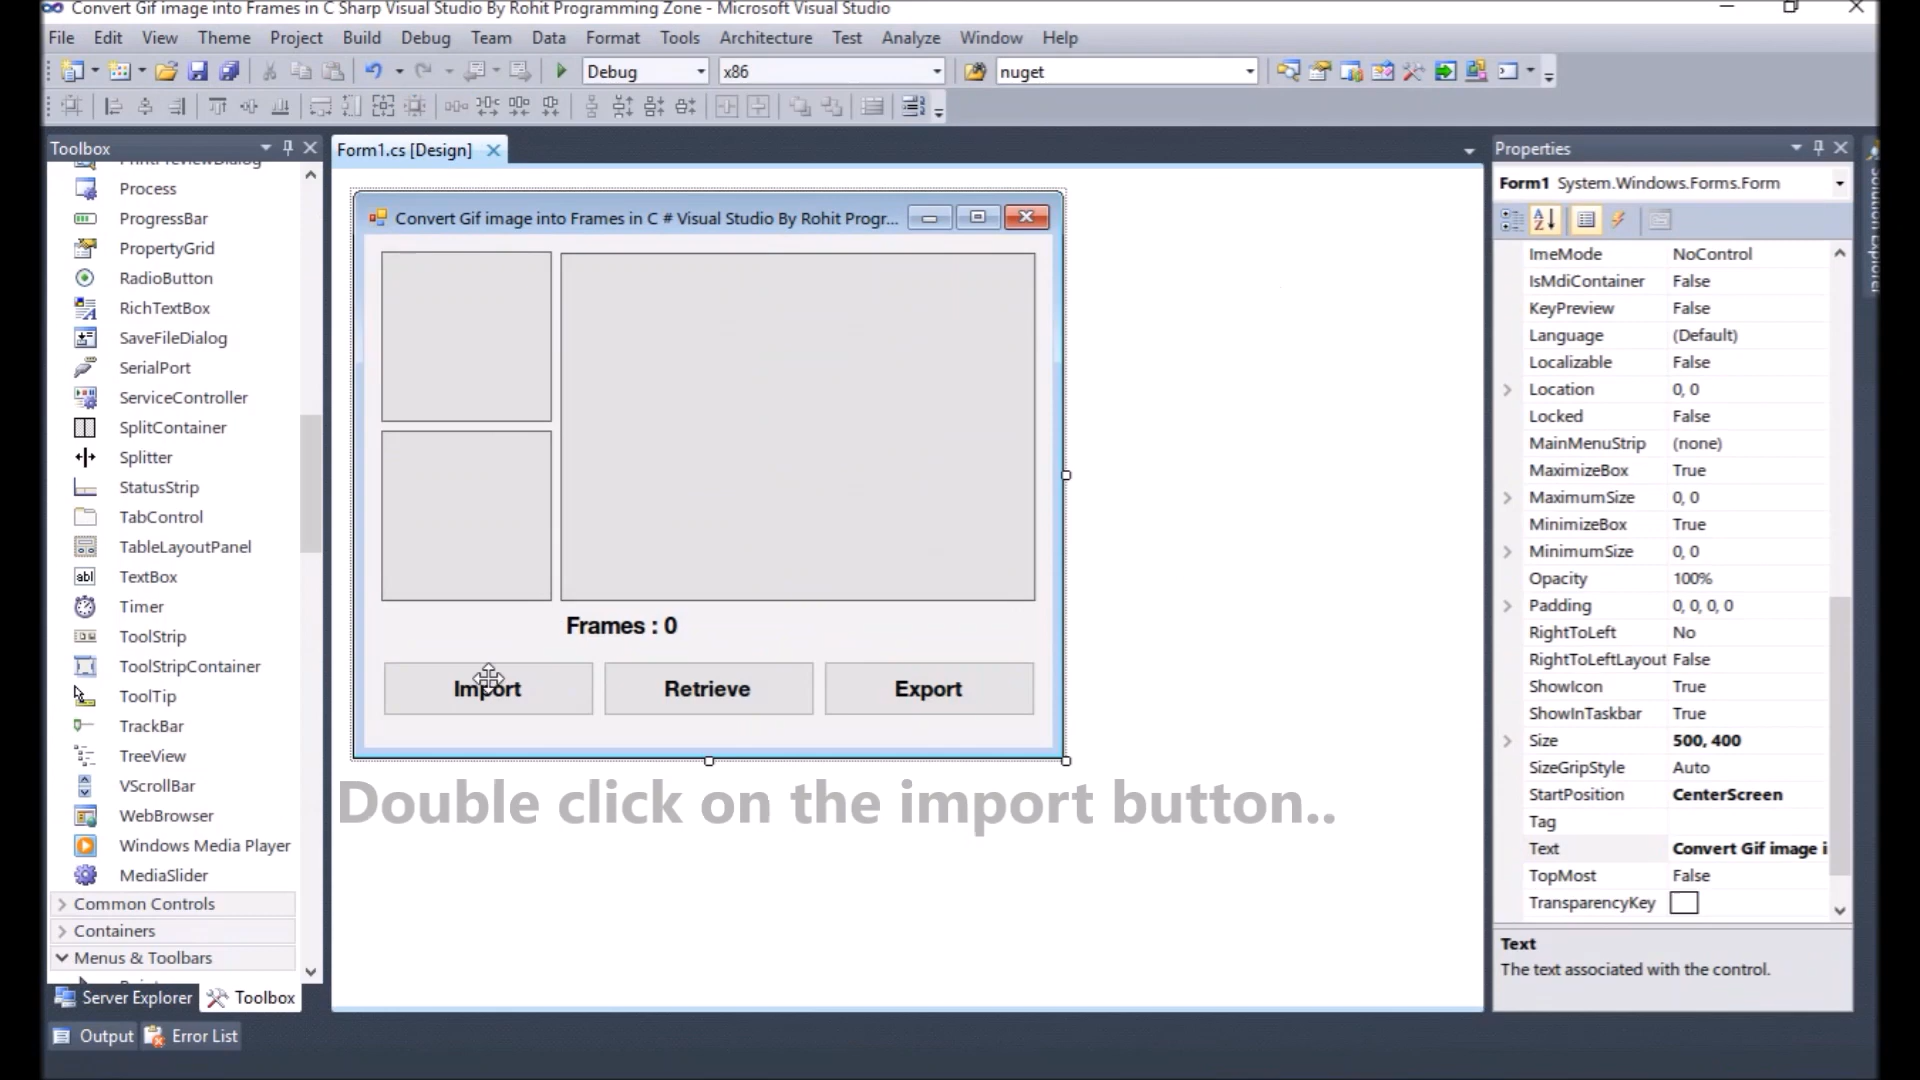 Convert Gif image into Frames in C Sharp Visual Studio By Rohit Programming Zone - Microsoft Visual Studio
File Edit View Theme Project Build Debug Team Data Format Tools Architecture Test Analyze Window Help
Debug x86 nuget
Toolbox
PrintPreviewDialog
Process
ProgressBar
PropertyGrid
RadioButton
RichTextBox
SaveFileDialog
SerialPort
ServiceController
SplitContainer
Splitter
StatusStrip
TabControl
TableLayoutPanel
TextBox
Timer
ToolStrip
ToolStripContainer
ToolTip
TrackBar
TreeView
VScrollBar
WebBrowser
Windows Media Player
MediaSlider
Common Controls
Containers
Menus & Toolbars
Server Explorer Toolbox
Output Error List
Form1.cs [Design]
Convert Gif image into Frames in C # Visual Studio By Rohit Progr...
Frames : 0
Import Retrieve Export
Double click on the import button..
Properties
Form1 System.Windows.Forms.Form
ImeMode NoControl
IsMdiContainer False
KeyPreview False
Language (Default)
Localizable False
Location 0, 0
Locked False
MainMenuStrip (none)
MaximizeBox True
MaximumSize 0, 0
MinimizeBox True
MinimumSize 0, 0
Opacity 100%
Padding 0, 0, 0, 0
RightToLeft No
RightToLeftLayout False
ShowIcon True
ShowInTaskbar True
Size 500, 400
SizeGripStyle Auto
StartPosition CenterScreen
Tag
Text Convert Gif image i
TopMost False
TransparencyKey
Text
The text associated with the control.
Solution Explorer